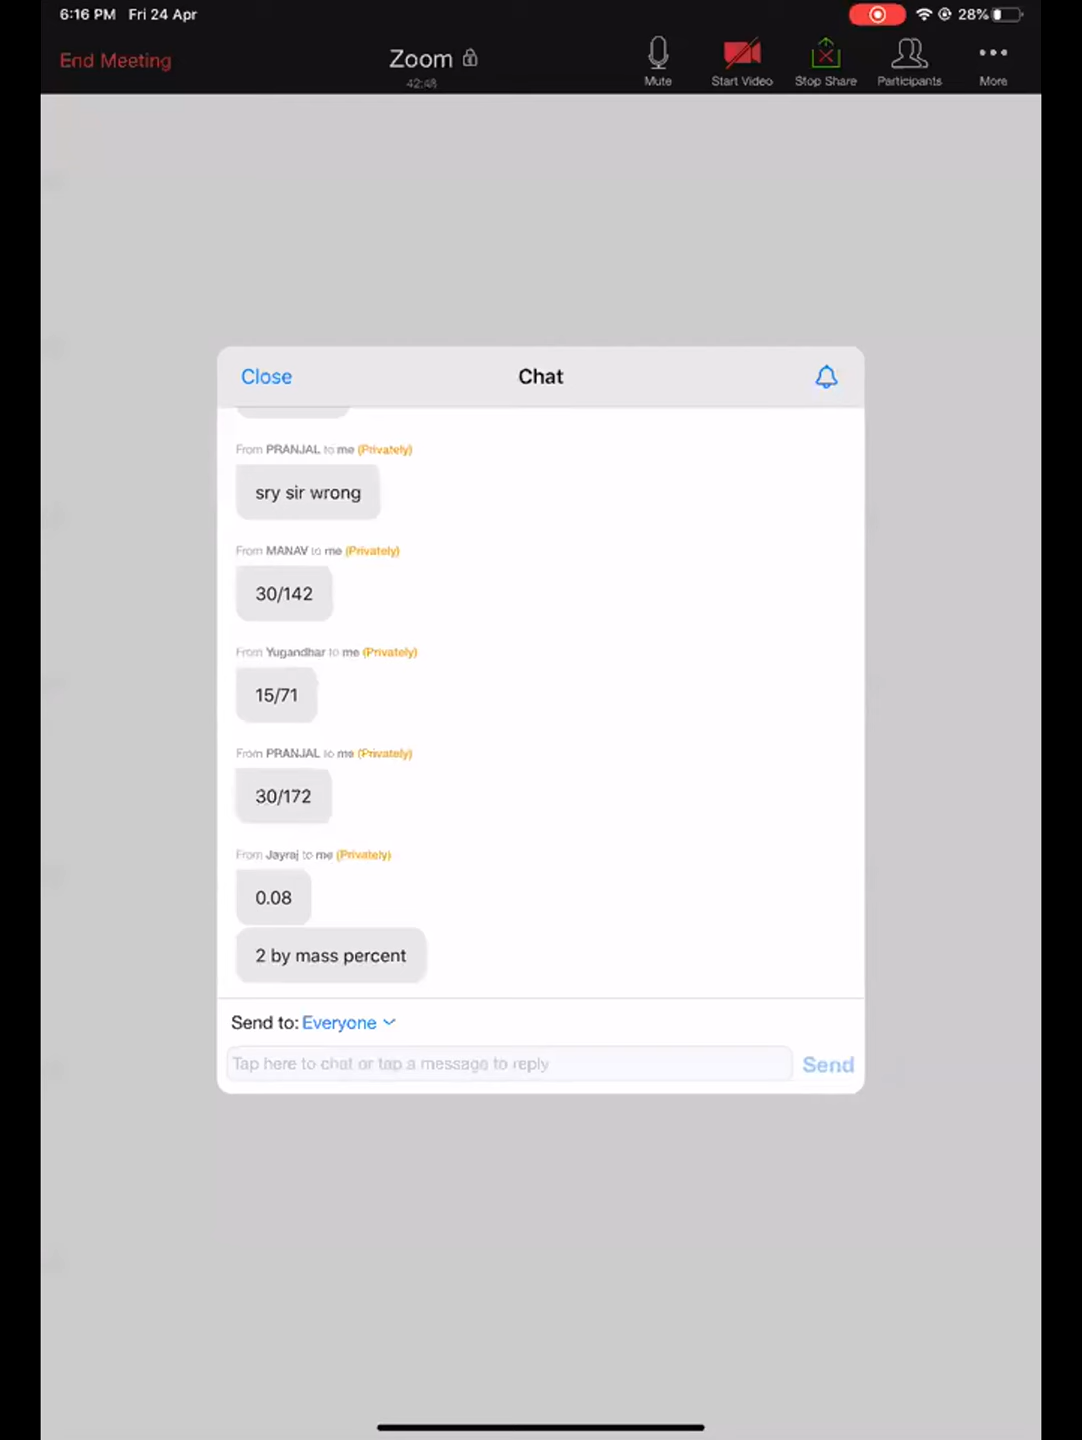 6:16 PM Fri 24 Apr
28%
End Meeting
Zoom
42:48
Mute
Start Video
Stop Share
Participants
More
Close
Chat
From PRANJAL to me (Privately)
sry sir wrong
From MANAV to me (Privately)
30/142
From Yugandhar to me (Privately)
15/71
From PRANJAL to me (Privately)
30/172
From Jayraj to me (Privately)
0.08
2 by mass percent
Send to: Everyone
Tap here to chat or tap a message to reply
Send